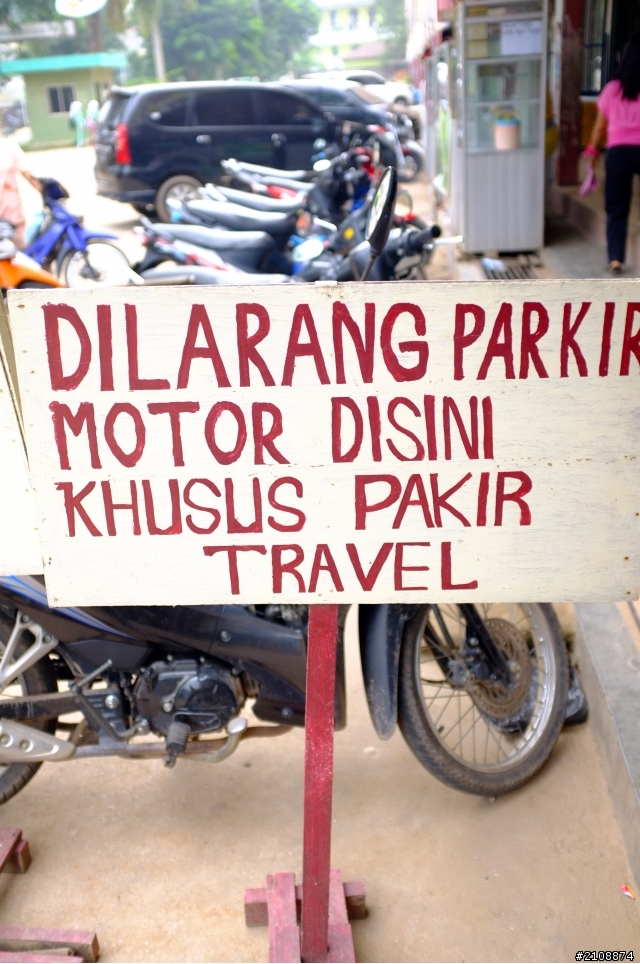 DILARANG PARKIR
MOTOR DISINI
KHUSUS PAKIR
TRAVEL
#2108874